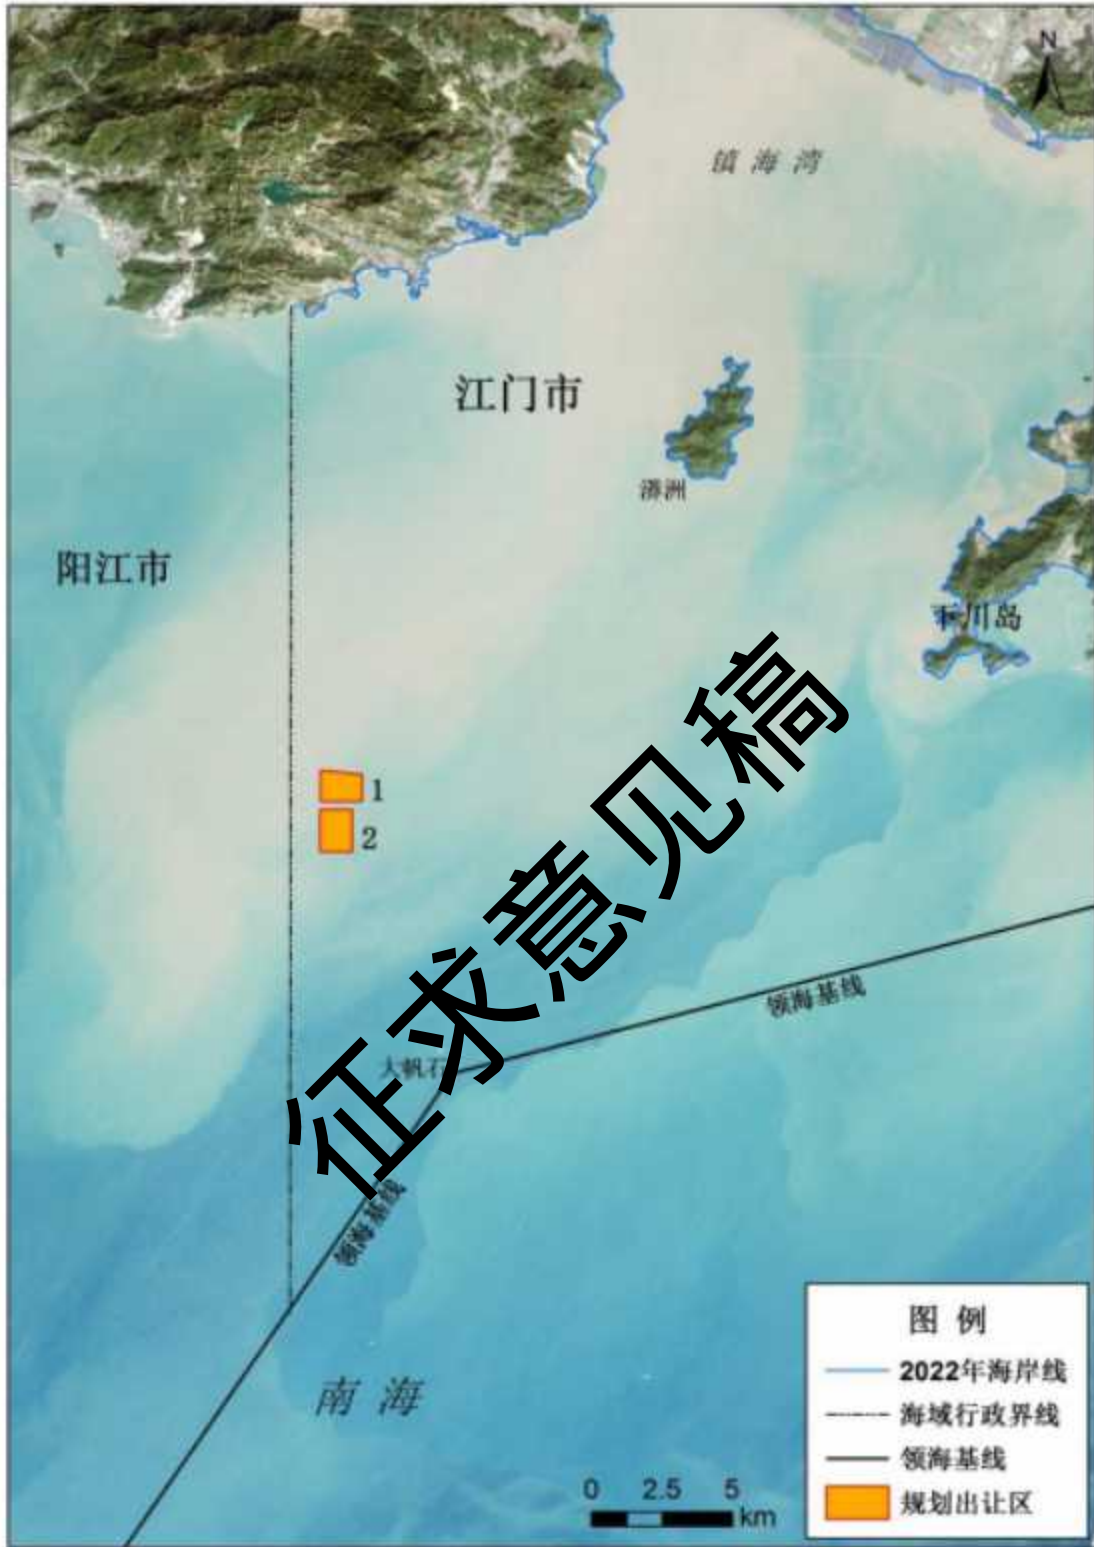 N
镇海湾
江门市
漭洲
阳江市
下川岛
1
2
征求意见稿
领海基线
大帆石
领海基线
南海
图例
2022年海岸线
海域行政界线
领海基线
规划出让区
0 2.5 5
km